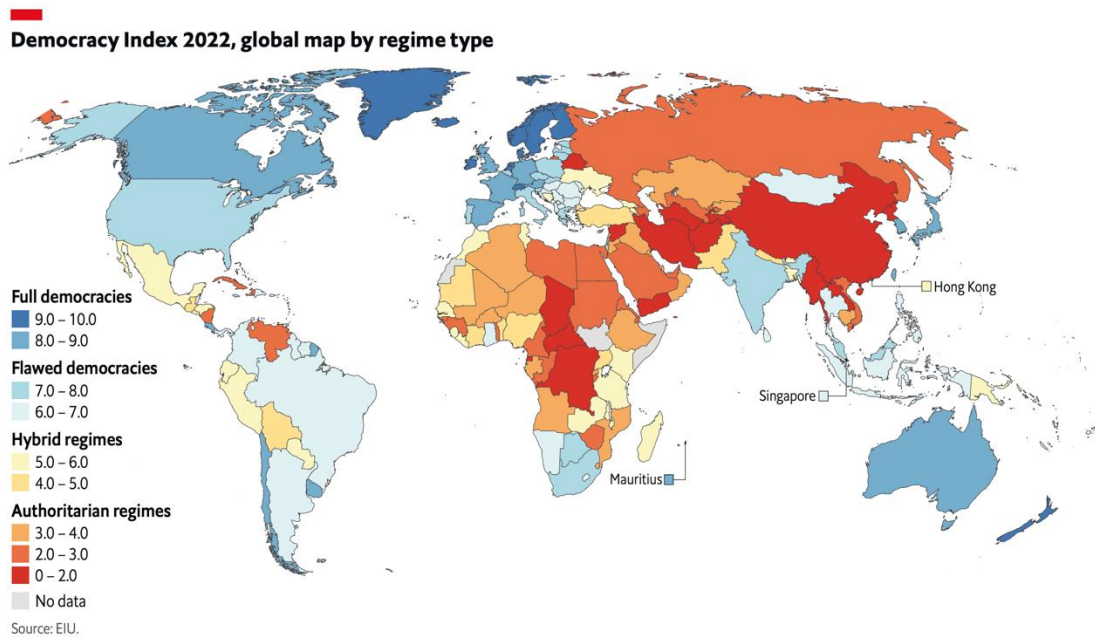 Democracy Index 2022, global map by regime type
Full democracies
9.0 – 10.0
8.0 – 9.0
Flawed democracies
7.0 – 8.0
6.0 – 7.0
Hybrid regimes
5.0 – 6.0
4.0 – 5.0
Authoritarian regimes
3.0 – 4.0
2.0 – 3.0
0 – 2.0
No data
Hong Kong
Singapore
Mauritius
Source: EIU.